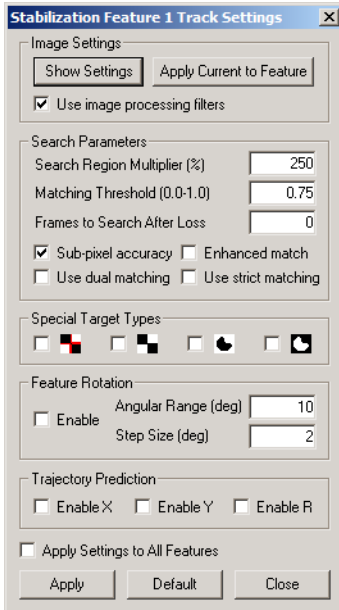 Stabilization Feature 1 Track Settings
Image Settings
Show Settings Apply Current to Feature
Use image processing filters
Search Parameters
Search Region Multiplier (%) 250
Matching Threshold (0.0-1.0) 0.75
Frames to Search After Loss 0
Sub-pixel accuracy Enhanced match
Use dual matching Use strict matching
Special Target Types
Feature Rotation
Angular Range (deg) 10
Enable
Step Size (deg) 2
Trajectory Prediction
Enable X Enable Y Enable R
Apply Settings to All Features
Apply Default Close